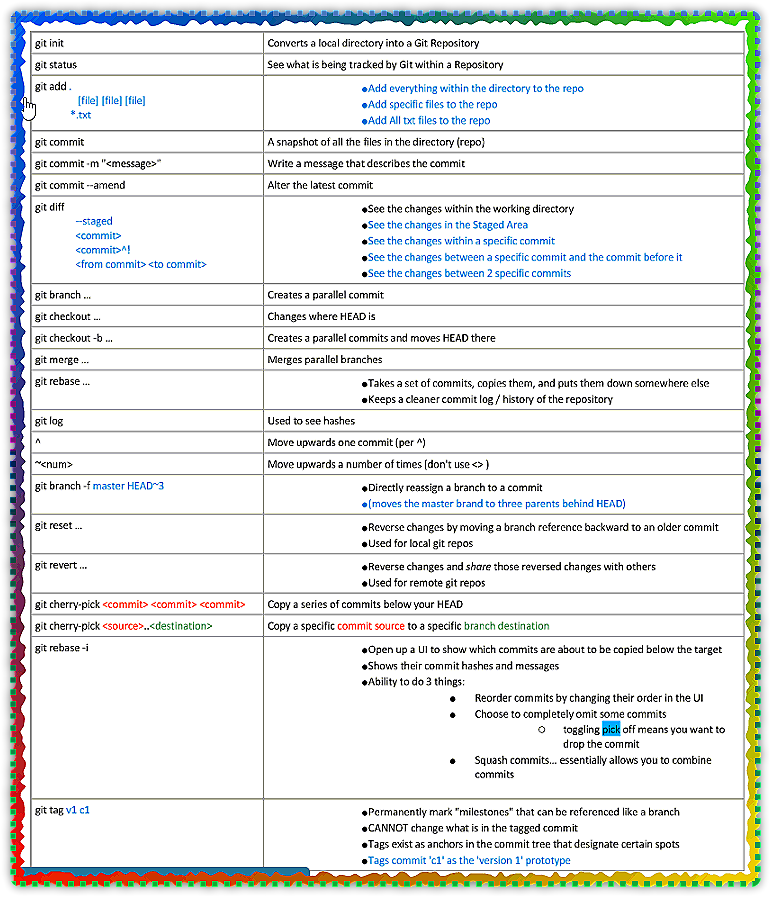 git init Converts a local directory into a Git Repository
git status See what is being tracked by Git within a Repository
git add . ●Add everything within the directory to the repo
[file] [file] [file] ●Add specific files to the repo
*.txt ●Add All txt files to the repo
git commit A snapshot of all the files in the directory (repo)
git commit -m "<message>" Write a message that describes the commit
git commit --amend Alter the latest commit
git diff ●See the changes within the working directory
--staged ●See the changes in the Staged Area
<commit> ●See the changes within a specific commit
<commit>^! ●See the changes between a specific commit and the commit before it
<from commit> <to commit> ●See the changes between 2 specific commits
git branch ... Creates a parallel commit
git checkout ... Changes where HEAD is
git checkout -b ... Creates a parallel commits and moves HEAD there
git merge ... Merges parallel branches
git rebase ... ●Takes a set of commits, copies them, and puts them down somewhere else
●Keeps a cleaner commit log / history of the repository
git log Used to see hashes
^ Move upwards one commit (per ^)
~<num> Move upwards a number of times (don't use <> )
git branch -f master HEAD~3 ●Directly reassign a branch to a commit
●(moves the master brand to three parents behind HEAD)
git reset ... ●Reverse changes by moving a branch reference backward to an older commit
●Used for local git repos
git revert ... ●Reverse changes and share those reversed changes with others
●Used for remote git repos
git cherry-pick <commit> <commit> <commit> Copy a series of commits below your HEAD
git cherry-pick <source>..<destination> Copy a specific commit source to a specific branch destination
git rebase -i ●Open up a UI to show which commits are about to be copied below the target
●Shows their commit hashes and messages
●Ability to do 3 things:
● Reorder commits by changing their order in the UI
● Choose to completely omit some commits
○ toggling pick off means you want to
drop the commit
● Squash commits... essentially allows you to combine
commits
git tag v1 c1 ●Permanently mark "milestones" that can be referenced like a branch
●CANNOT change what is in the tagged commit
●Tags exist as anchors in the commit tree that designate certain spots
●Tags commit 'c1' as the 'version 1' prototype